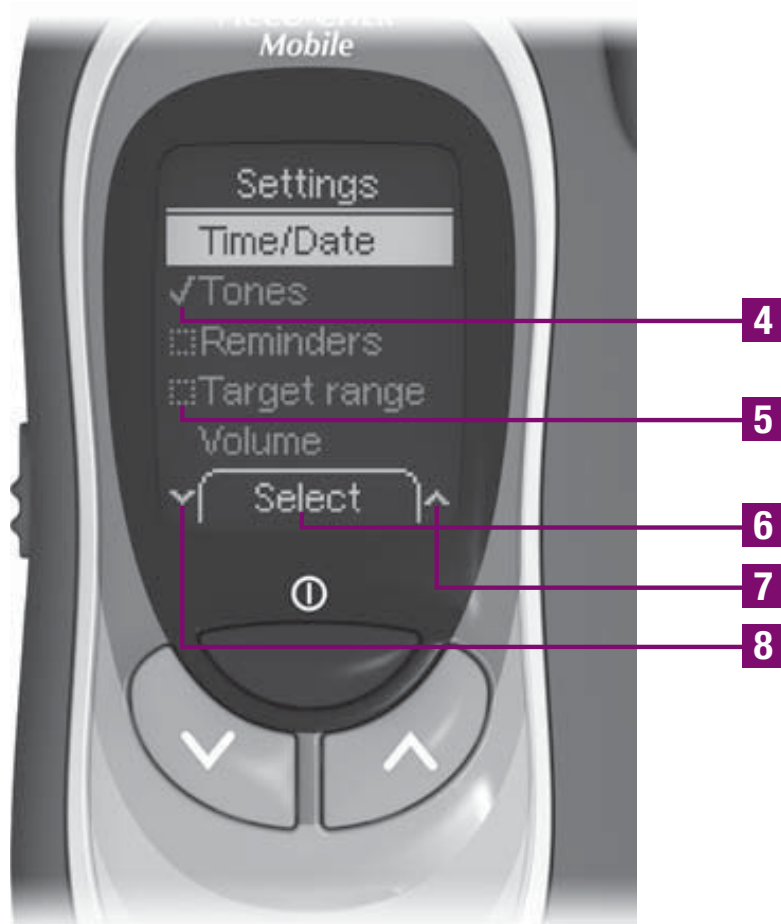 Mobile
Settings
Time/Date
Tones
4
Reminders
Target range
5
Volume
Select
6
7
8